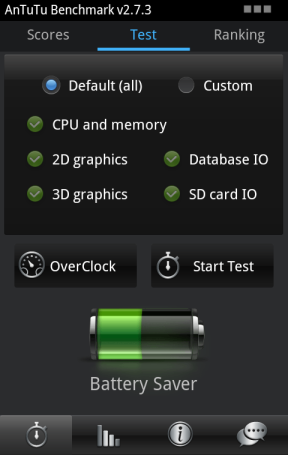 AnTuTu Benchmark v2.7.3
Scores Test Ranking
Default (all) Custom
CPU and memory
2D graphics Database IO
3D graphics SD card IO
OverClock Start Test
Battery Saver